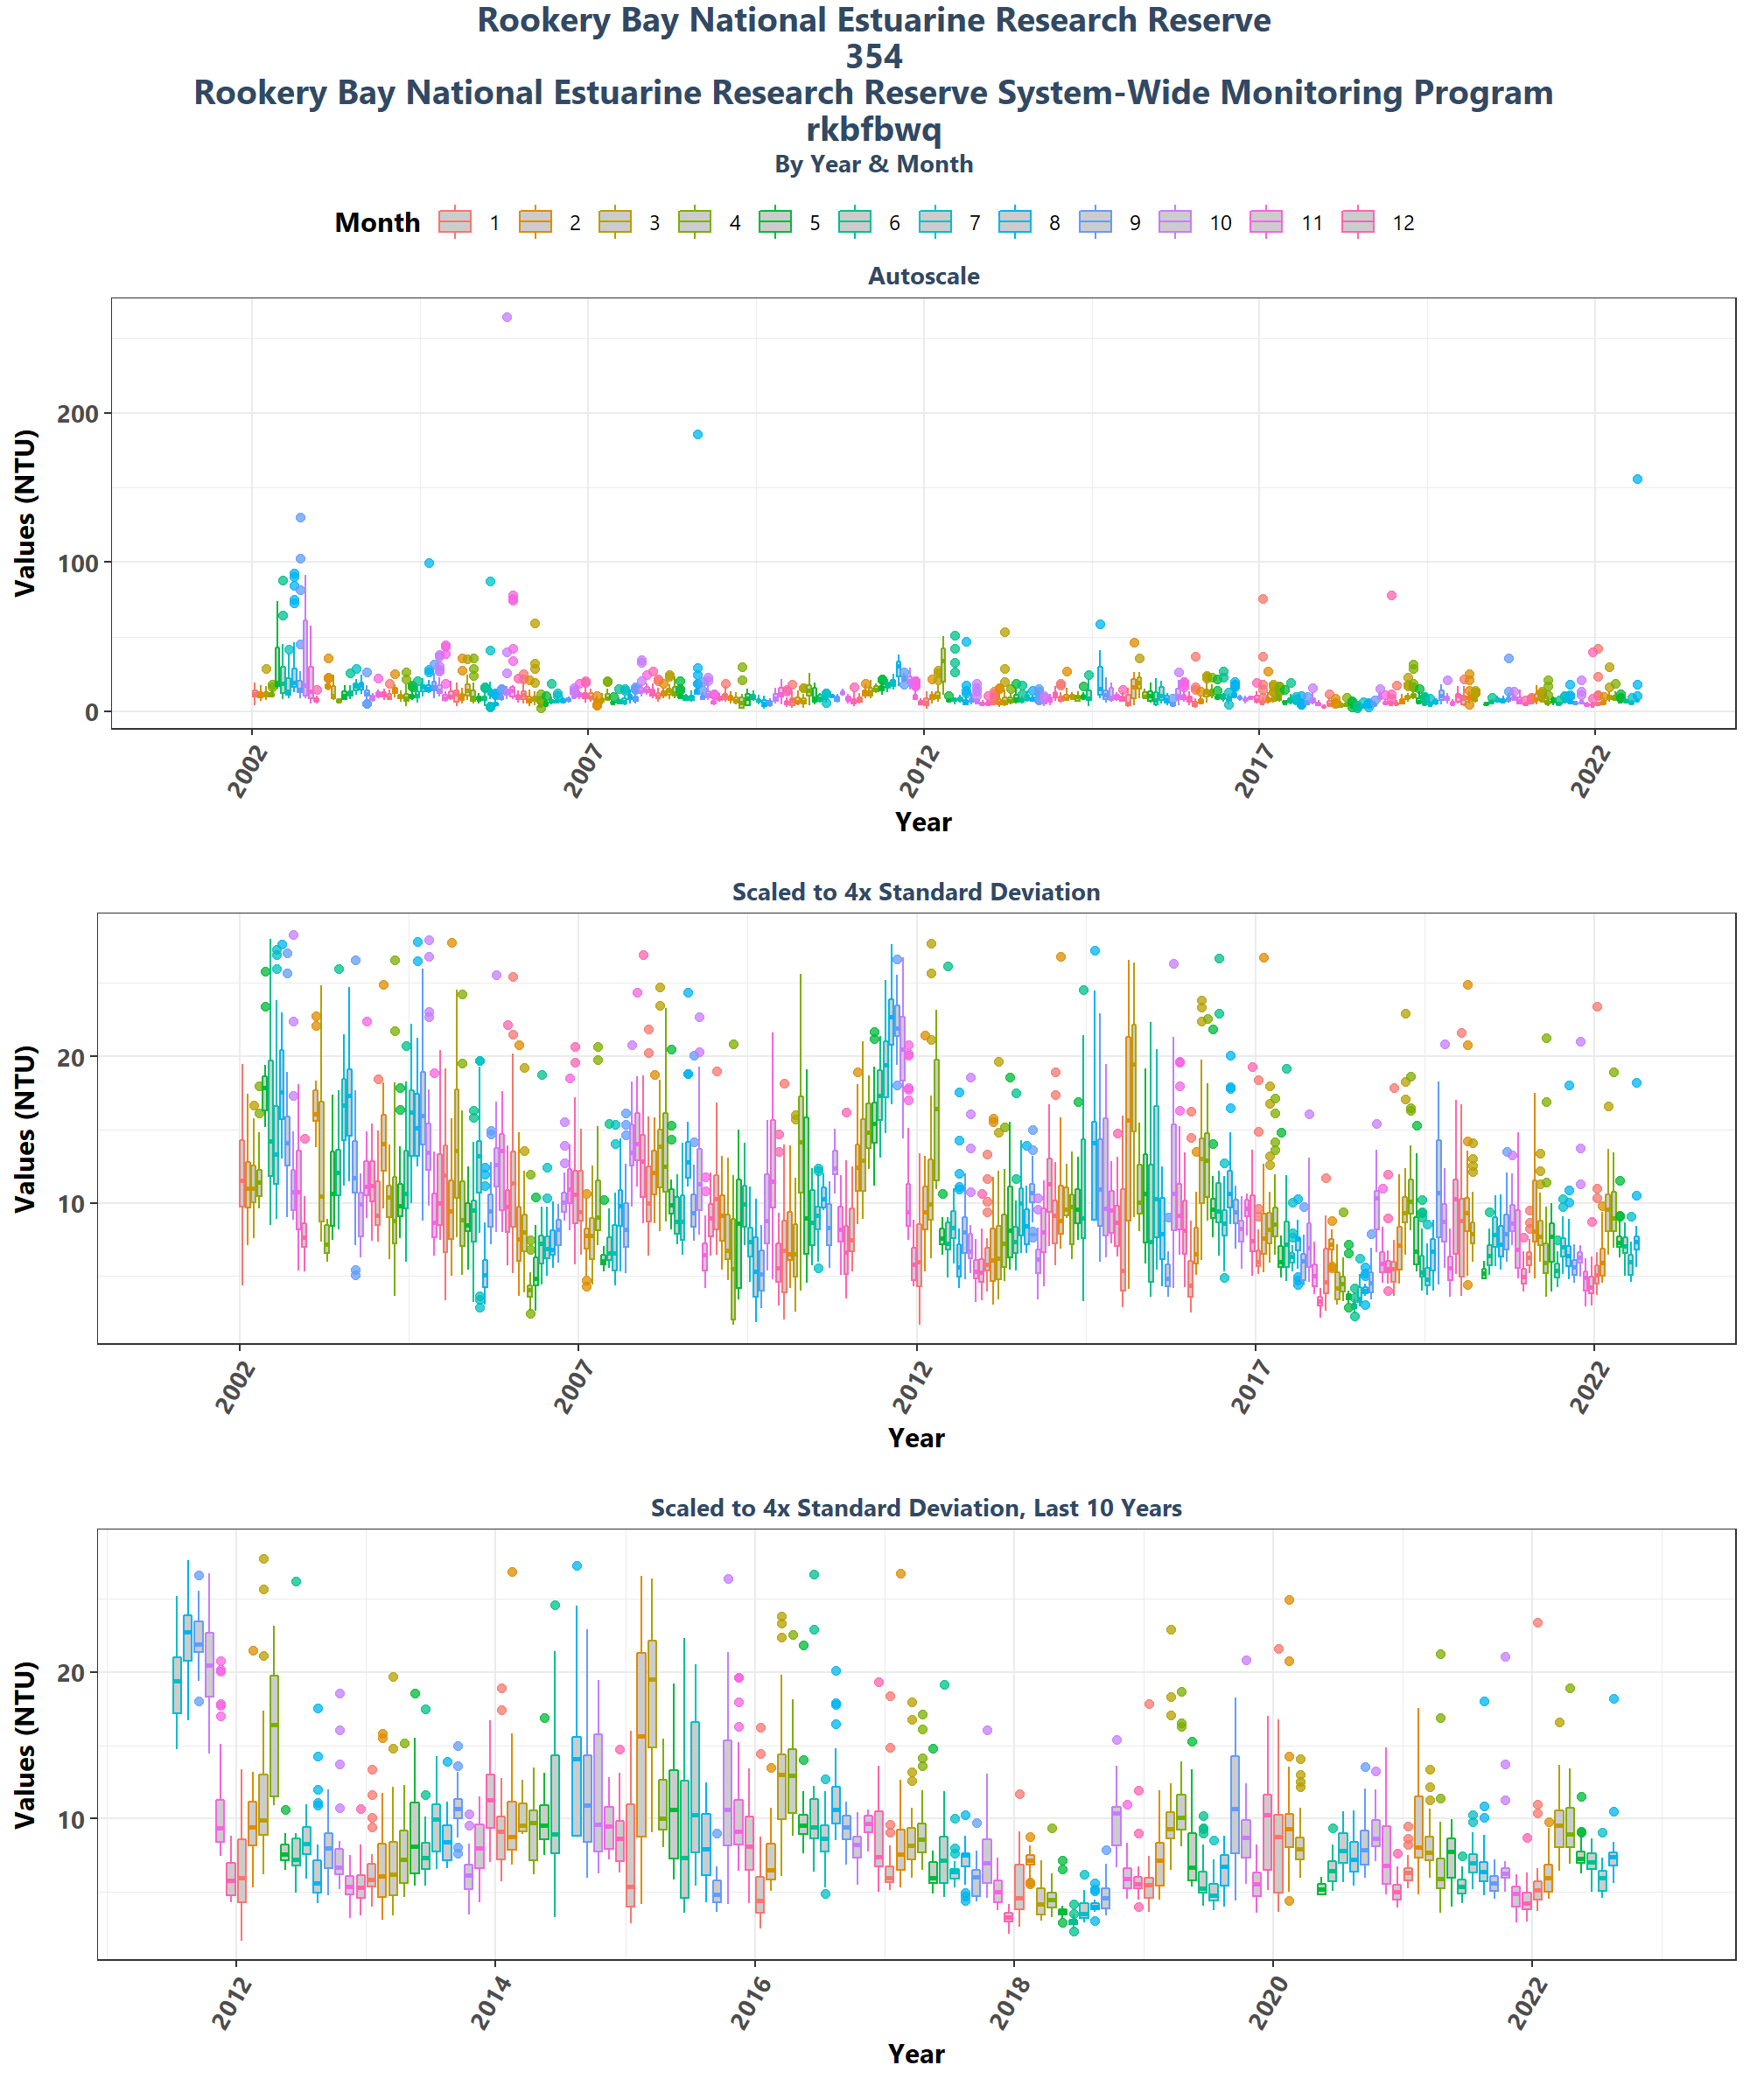 Rookery Bay National Estuarine Research Reserve
354
Rookery Bay National Estuarine Research Reserve System-Wide Monitoring Program
rkbfbwq
By Year & Month
Month 1 2 3 4 5 6 7 8 9 10 11 12
Autoscale
Values (NTU)
200
100
0
2002 2007 2012 2017 2022
Year
Scaled to 4x Standard Deviation
Values (NTU)
20
10
2002 2007 2012 2017 2022
Year
Scaled to 4x Standard Deviation, Last 10 Years
Values (NTU)
20
10
2012 2014 2016 2018 2020 2022
Year